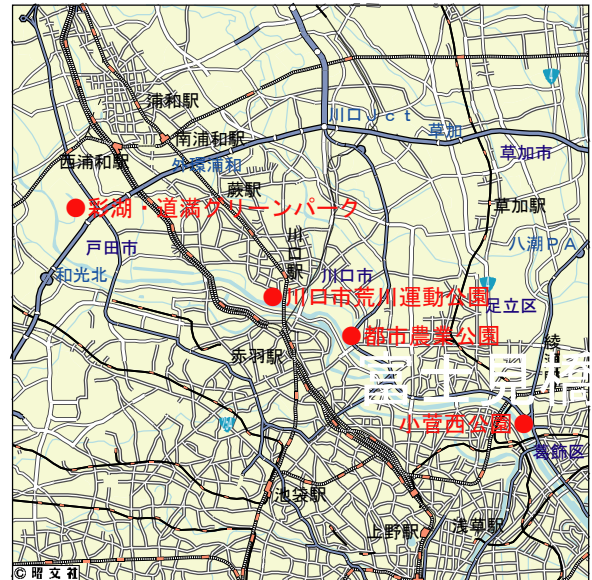 浦和駅
川口Jct
南浦和駅
草加
西浦和駅
外環浦和
草加市
蕨駅
彩湖・道満グリーンパーク
草加駅
川口駅
戸田市
八潮PA
和光北
川口市
川口市荒川運動公園
足立区
都市農業公園
赤羽駅
富士見橋
小菅西公園
葛飾区
池袋駅
上野駅
浅草駅
© 昭文社